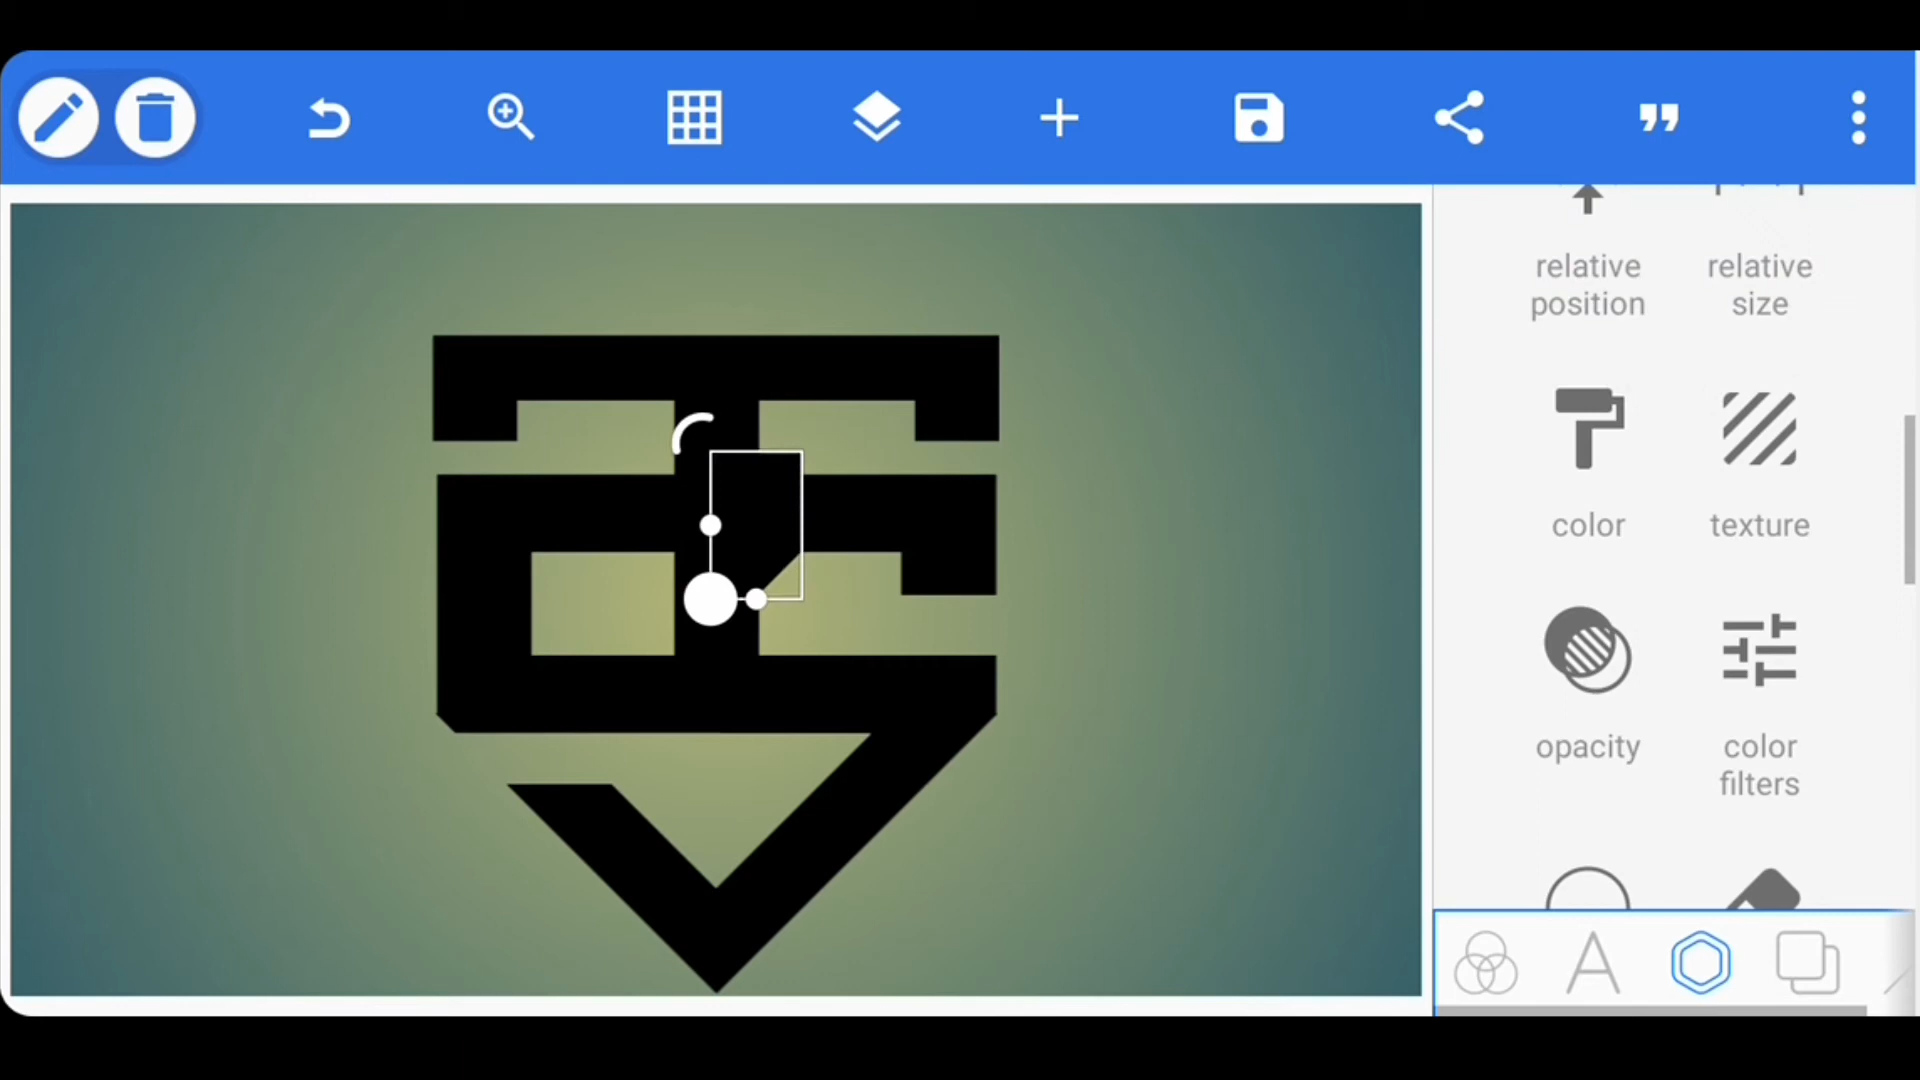 relative
position
relative
size
color
texture
opacity
color
filters